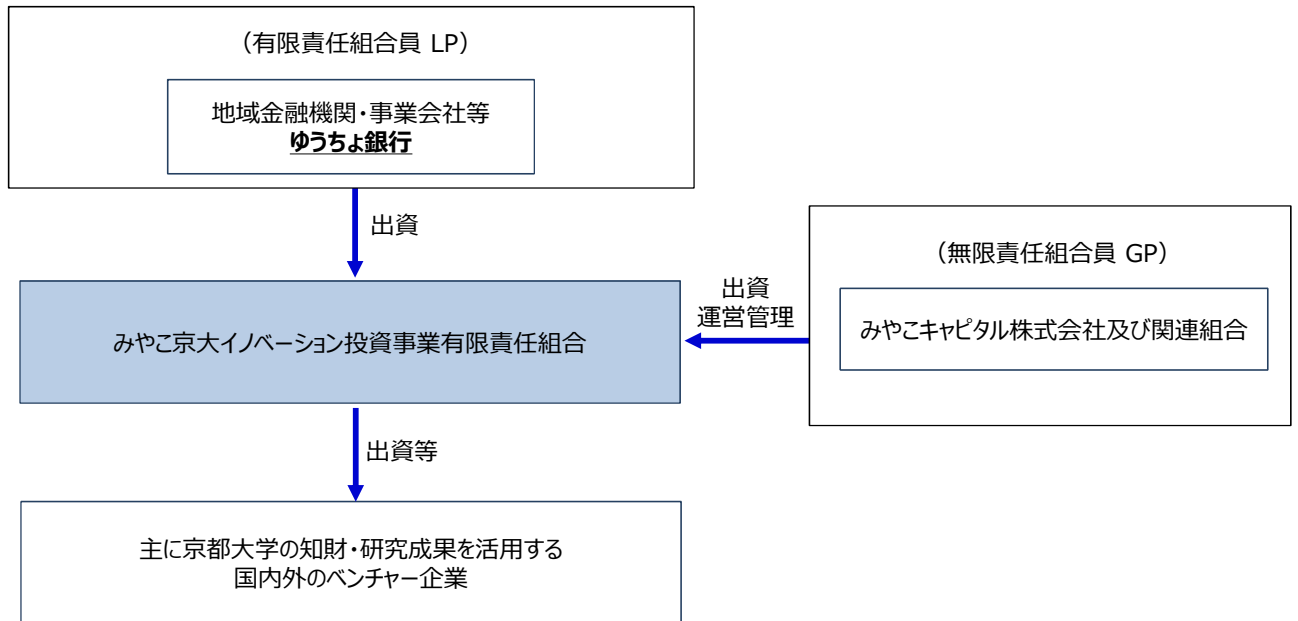 （有限責任組合員 LP）
地域金融機関・事業会社等
ゆうちょ銀行
出資
（無限責任組合員 GP）
出資
運営管理
みやこキャピタル株式会社及び関連組合
みやこ京大イノベーション投資事業有限責任組合
出資等
主に京都大学の知財・研究成果を活用する
国内外のベンチャー企業